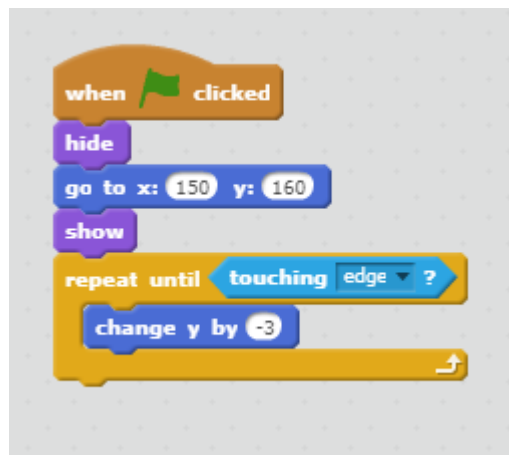 when clicked
hide
go to x: 150 y: 160
show
repeat until touching edge ?
change y by -3